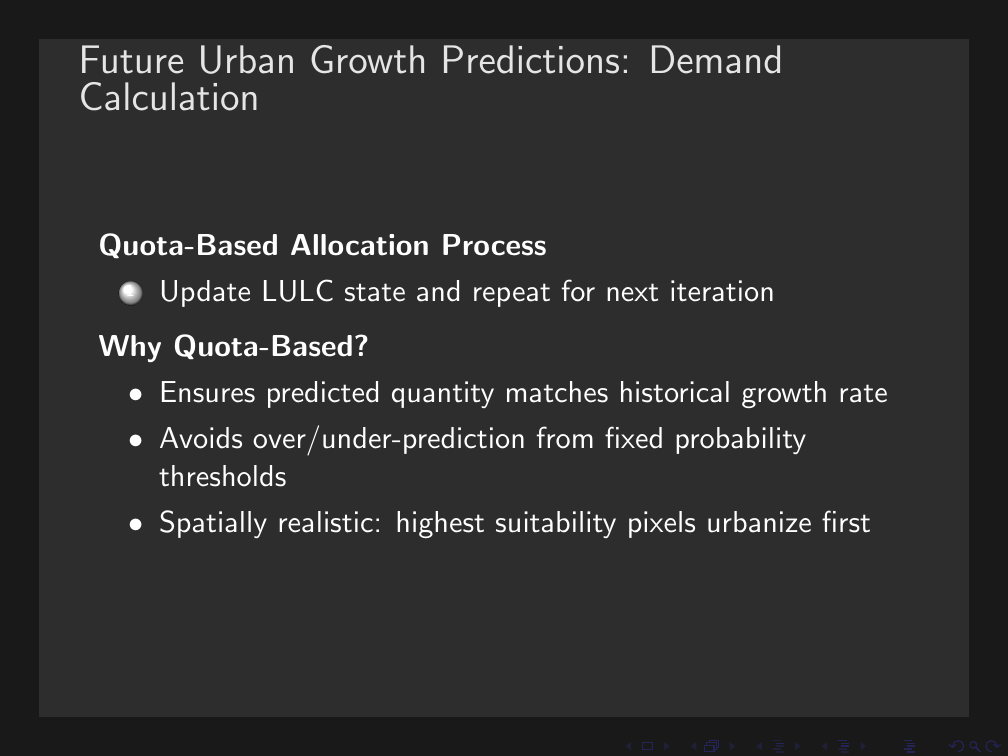 Future Urban Growth Predictions: Demand
Calculation
Quota-Based Allocation Process
Update LULC state and repeat for next iteration
Why Quota-Based?
• Ensures predicted quantity matches historical growth rate
• Avoids over/under-prediction from fixed probability
thresholds
• Spatially realistic: highest suitability pixels urbanize first